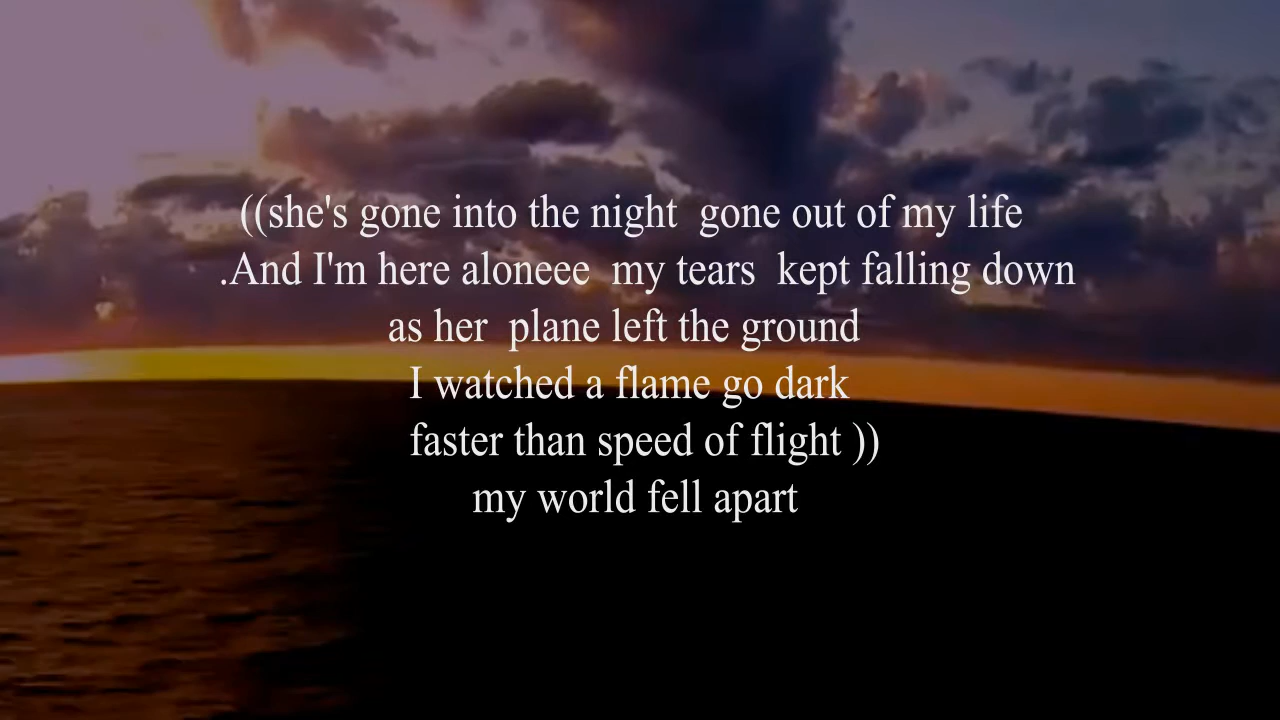 ((she's gone into the night  gone out of my life
.And I'm here aloneee  my tears  kept falling down
as her  plane left the ground
I watched a flame go dark
faster than speed of flight ))
my world fell apart